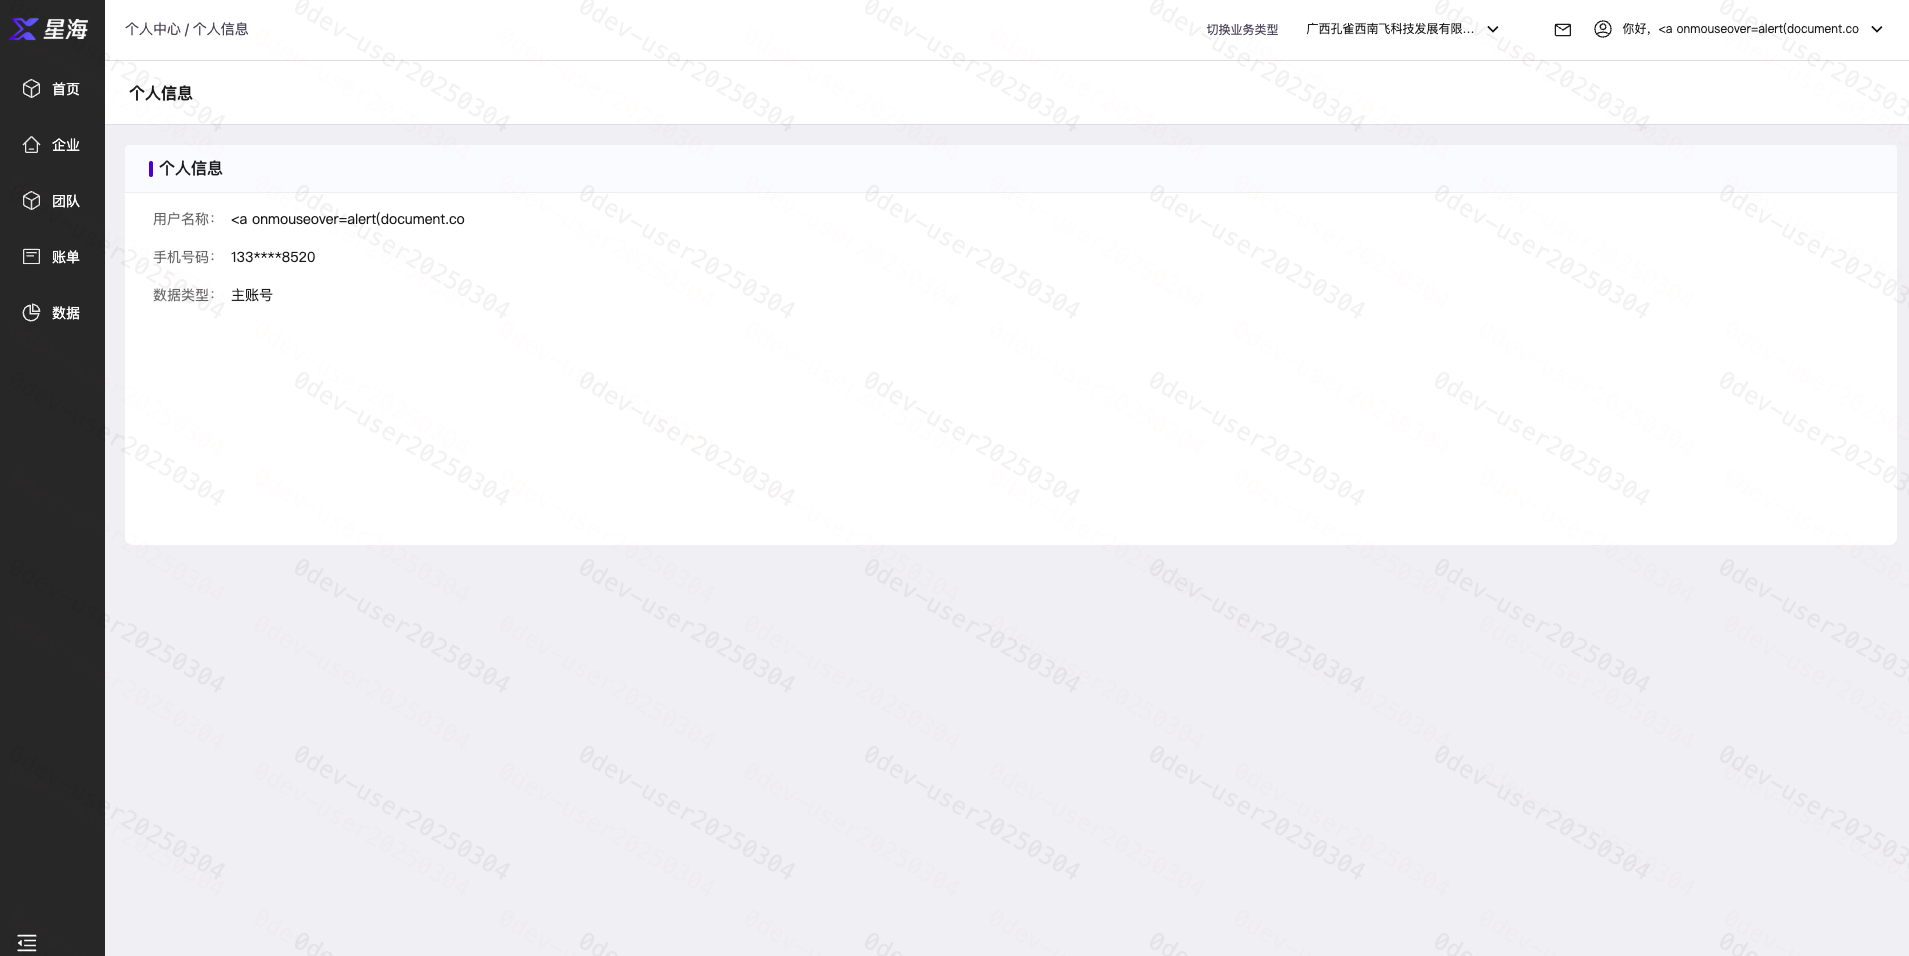 星海
个人中心 / 个人信息
切换业务类型
广西孔雀西南飞科技发展有限...
你好，<a onmouseover=alert(document.co
首页
企业
团队
账单
数据
个人信息
个人信息
用户名称： <a onmouseover=alert(document.co
手机号码： 133****8520
数据类型： 主账号
0dev-user20250304